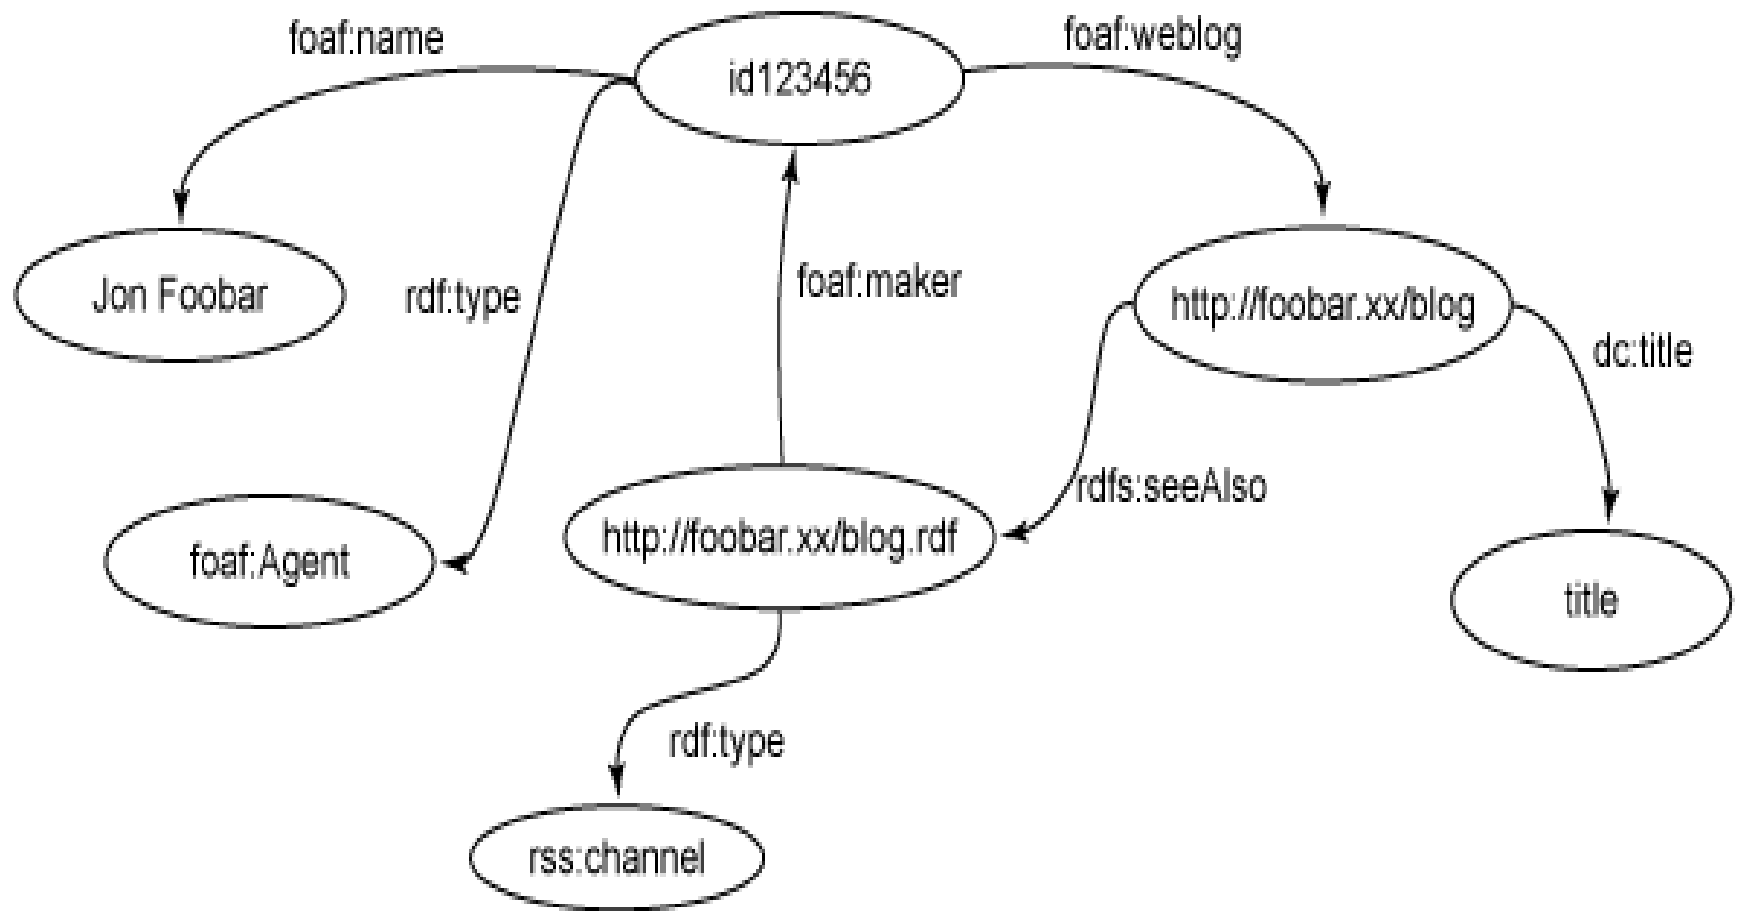 foaf:name
id123456
foaf:weblog
Jon Foobar
rdf:type
foaf:maker
http://foobar.xx/blog
dc:title
rdfs:seeAlso
http://foobar.xx/blog.rdf
foaf:Agent
title
rdf:type
rss:channel